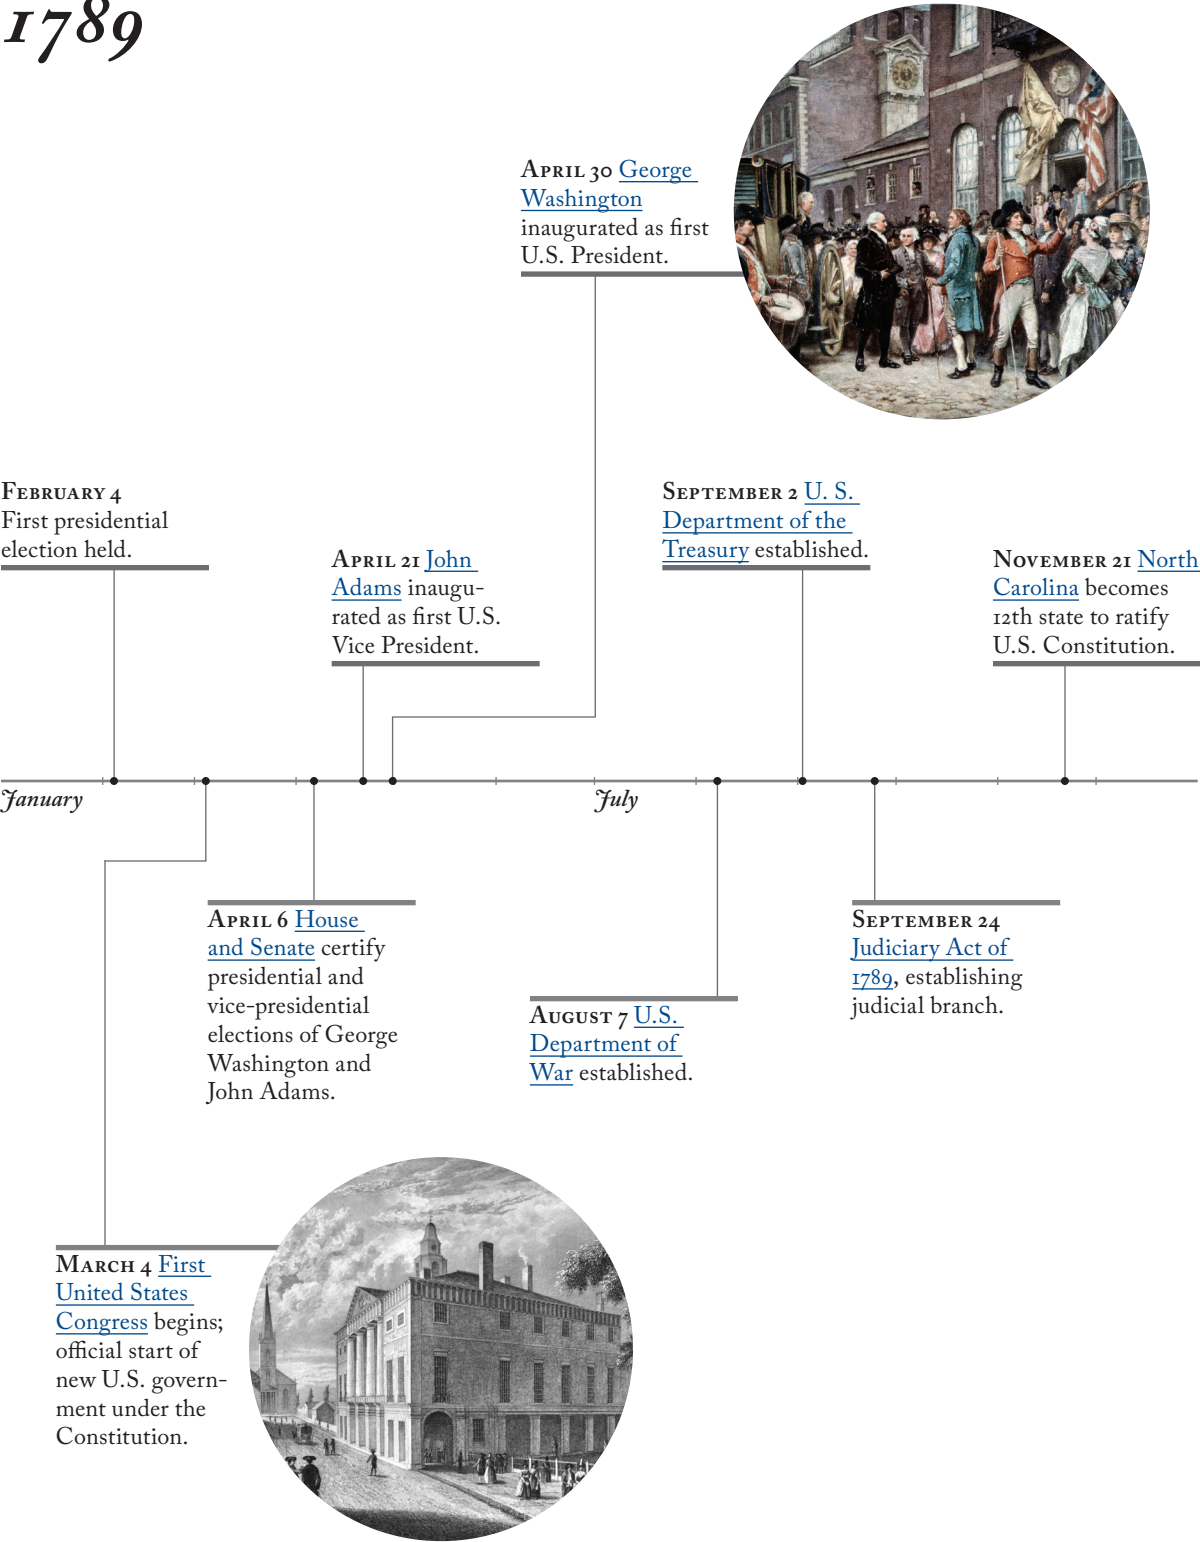 1789
APRIL 30 George
Washington
inaugurated as first
U.S. President.
FEBRUARY 4
First presidential
election held.
APRIL 21 John
Adams inaugu-
rated as first U.S.
Vice President.
SEPTEMBER 2 U. S.
Department of the
Treasury established.
NOVEMBER 21 North
Carolina becomes
12th state to ratify
U.S. Constitution.
January
July
APRIL 6 House
and Senate certify
presidential and
vice-presidential
elections of George
Washington and
John Adams.
AUGUST 7 U.S.
Department of
War established.
SEPTEMBER 24
Judiciary Act of
1789, establishing
judicial branch.
MARCH 4 First
United States
Congress begins;
official start of
new U.S. govern-
ment under the
Constitution.